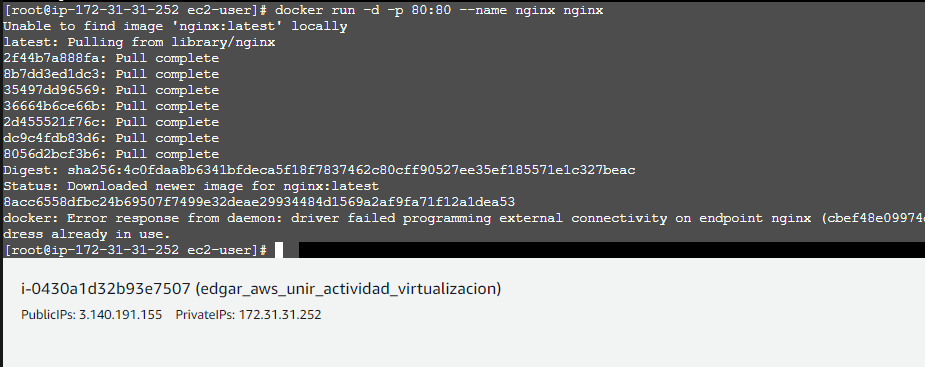 [root@ip-172-31-31-252 ec2-user]# docker run -d -p 80:80 --name nginx nginx
Unable to find image 'nginx:latest' locally
latest: Pulling from library/nginx
2f44b7a888fa: Pull complete
8b7dd3ed1dc3: Pull complete
35497dd96569: Pull complete
36664b6ce66b: Pull complete
2d455521f76c: Pull complete
dc9c4fdb83d6: Pull complete
8056d2bcf3b6: Pull complete
Digest: sha256:4c0fdaa8b6341bfdeca5f18f7837462c80cff90527ee35ef185571e1c327beac
Status: Downloaded newer image for nginx:latest
8acc6558dfbc24b69507f7499e32deae29934484d1569a2af9fa71f12a1dea53
docker: Error response from daemon: driver failed programming external connectivity on endpoint nginx (cbef48e09974
dress already in use.
[root@ip-172-31-31-252 ec2-user]#
i-0430a1d32b93e7507 (edgar_aws_unir_actividad_virtualizacion)
PublicIPs: 3.140.191.155 PrivateIPs: 172.31.31.252